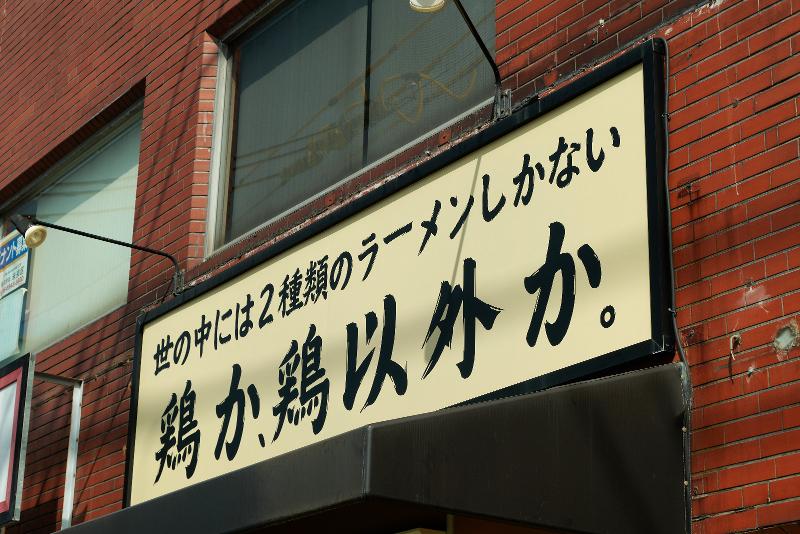 世の中には2種類のラーメンしかない
鶏か、鶏以外か。